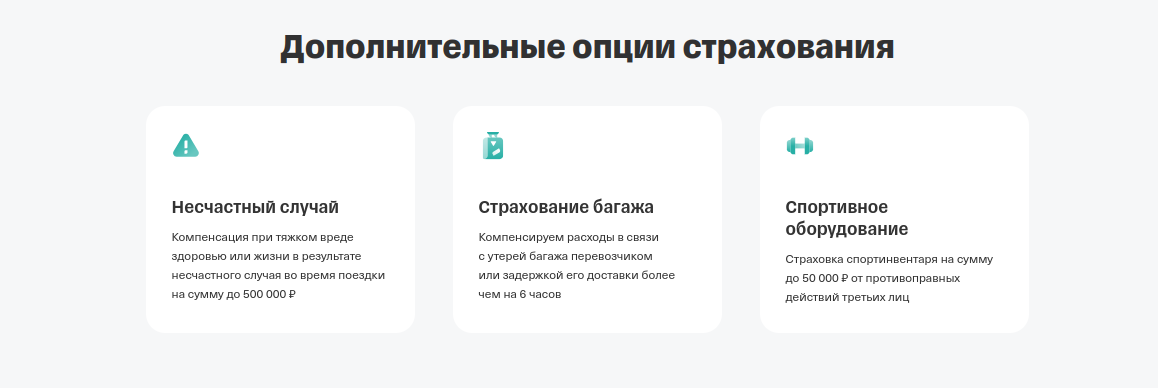 Дополнительные опции страхования
Несчастный случай
Компенсация при тяжком вреде
здоровью или жизни в результате
несчастного случая во время поездки
на сумму до 500 000 ₽
Страхование багажа
Компенсируем расходы в связи
с утерей багажа перевозчиком
или задержкой его доставки более
чем на 6 часов
Спортивное
оборудование
Страховка спортинвентаря на сумму
до 50 000 ₽ от противоправных
действий третьих лиц